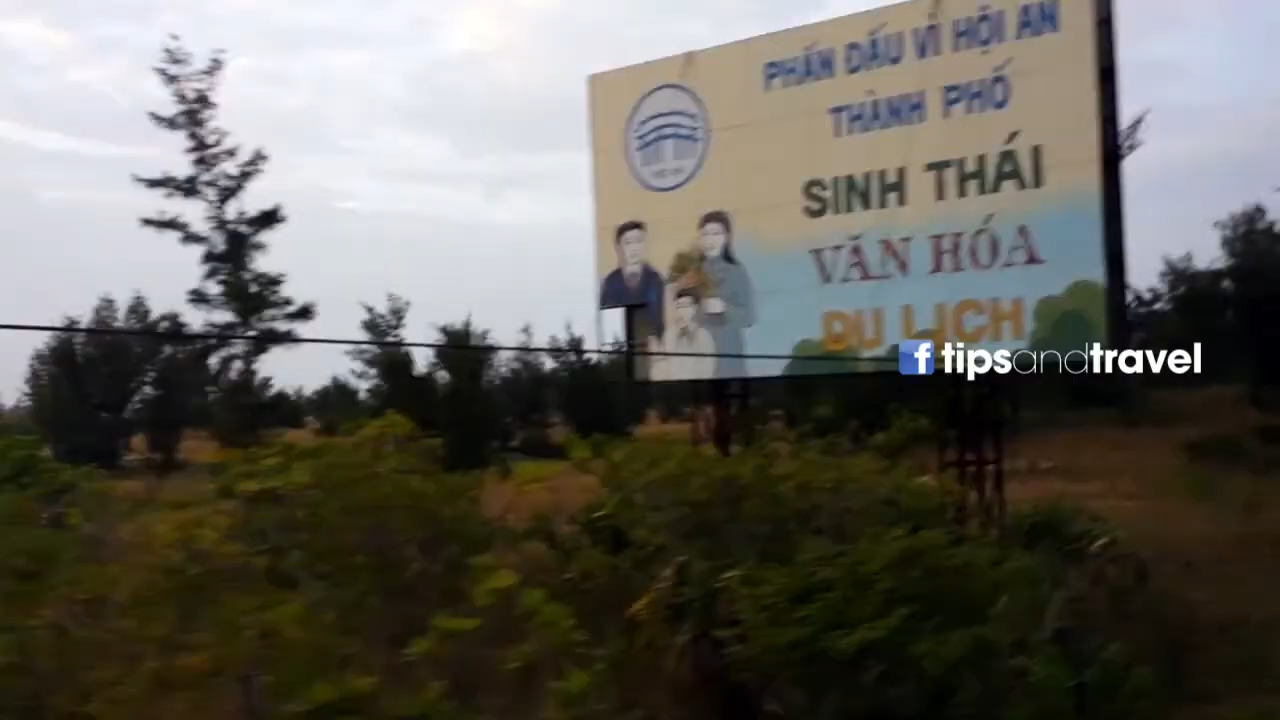 PHẤN ĐẤU VÌ HỘI AN
THÀNH PHỐ
SINH THÁI
VĂN HÓA
DU LỊCH
f tipsandtravel